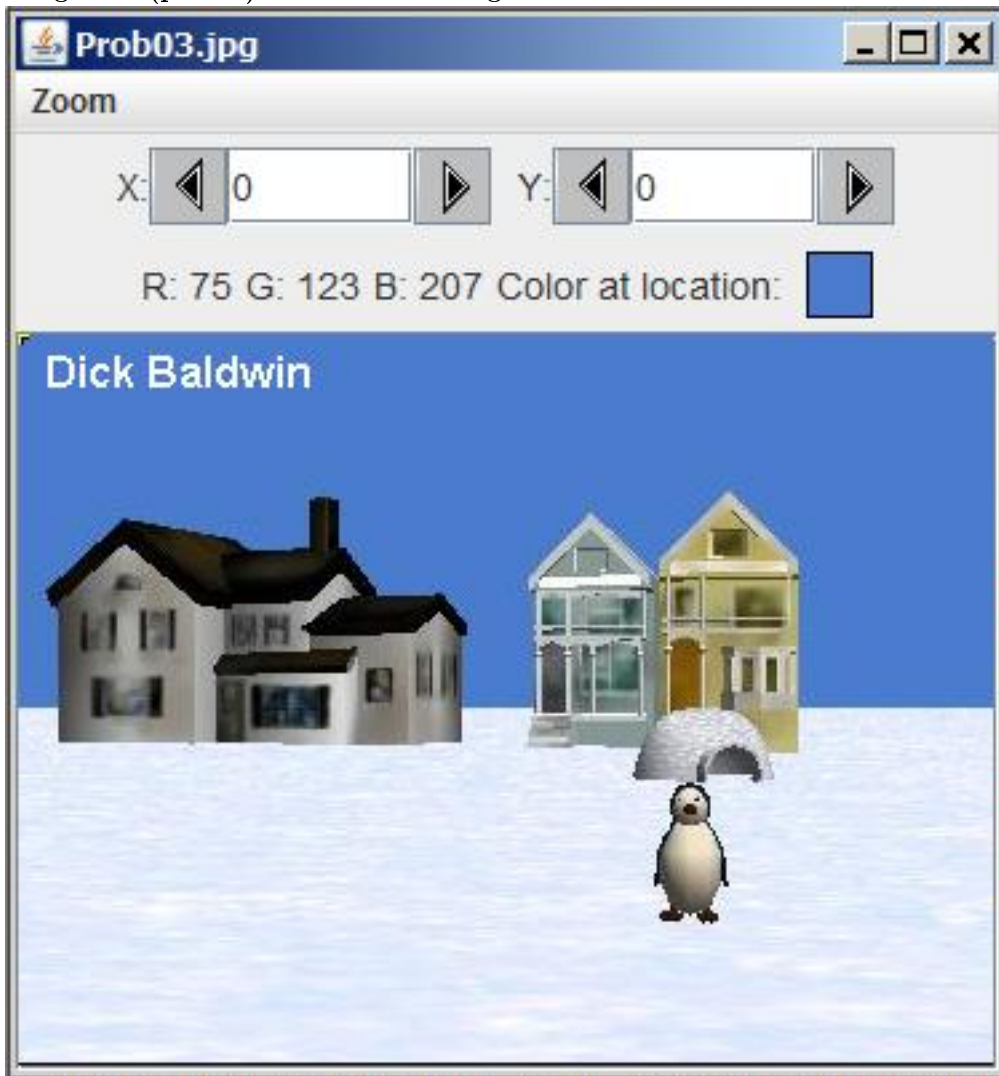 Prob03.jpg
Zoom
X: 0 Y: 0
R: 75 G: 123 B: 207 Color at location:
Dick Baldwin